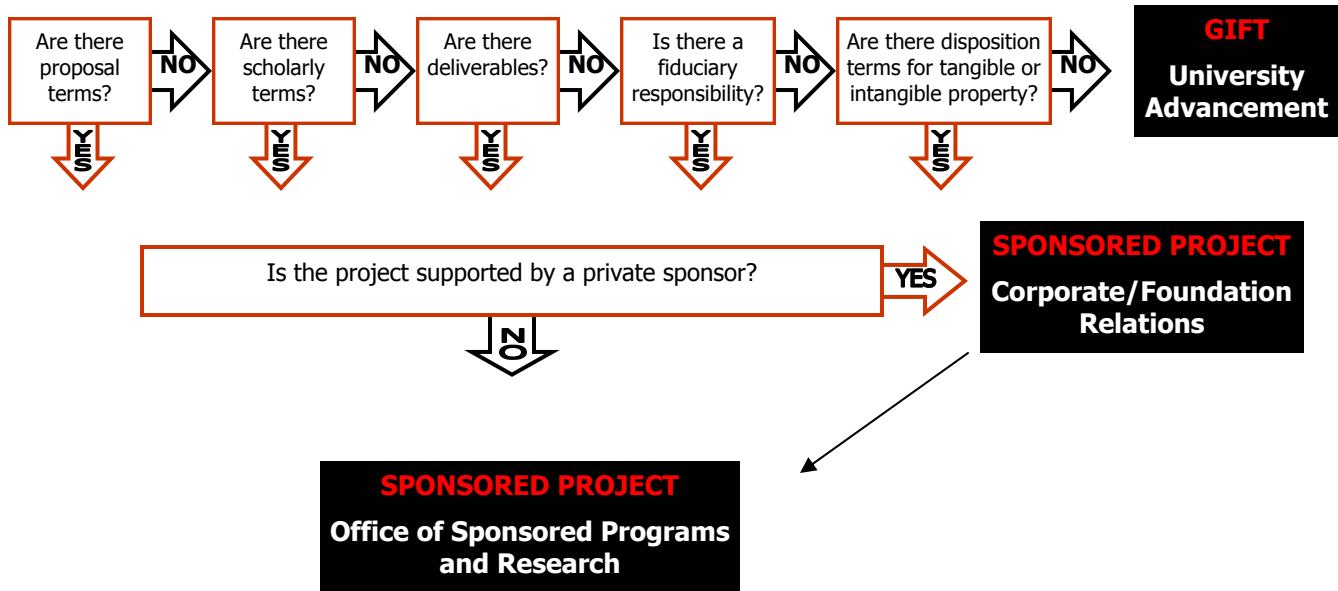 Are there
proposal
terms?
NO
Are there
scholarly
terms?
NO
Are there
deliverables?
NO
Is there a
fiduciary
responsibility?
NO
Are there disposition
terms for tangible or
intangible property?
NO
GIFT
University
Advancement
YES
YES
YES
YES
YES
Is the project supported by a private sponsor?
YES
SPONSORED PROJECT
Corporate/Foundation
Relations
NO
SPONSORED PROJECT
Office of Sponsored Programs
and Research